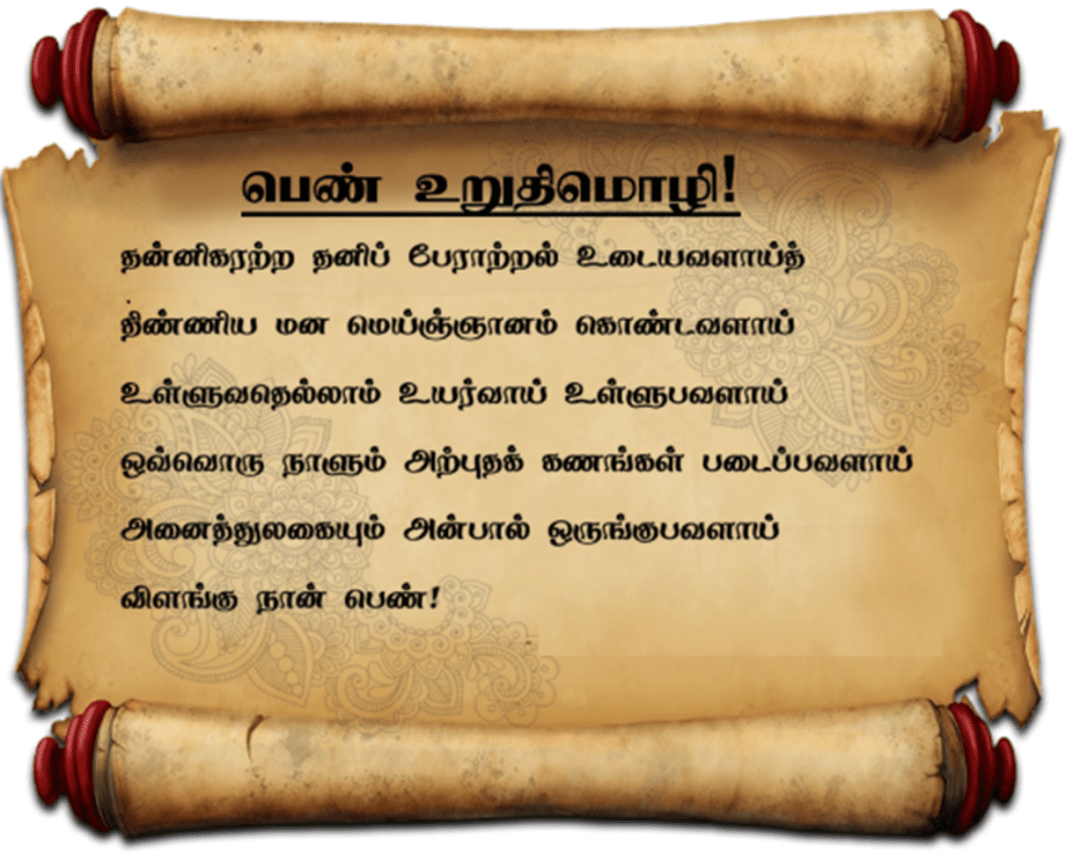 பெண் உறுதிமொழி!
தன்னிகரற்ற தனிப் பேராற்றல் உடையவளாய்த்
திண்ணிய மன மெய்ஞ்ஞானம் கொண்டவளாய்
உள்ளுவதெல்லாம் உயர்வாய் உள்ளுபவளாய்
ஒவ்வொரு நாளும் அற்புதக் கணங்கள் படைப்பவளாய்
அனைத்துலகையும் அன்பால் ஒருங்குபவளாய்
விளங்கு நான் பெண்!